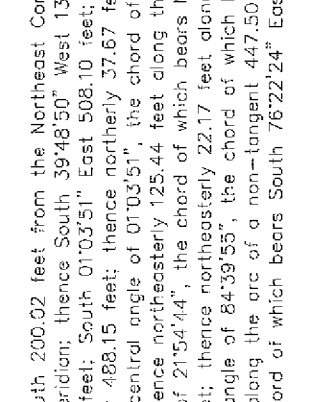 uth 200.02 feet from the Northeast Cor
eridian; thence South 39°48'50" West 13
feet; South 01°03'51" East 508.10 feet;
488.15 feet; thence northerly 37.67 fe
central angle of 01°03'51", the chord of
ence northeasterly 125.44 feet along th
of 21°54'44", the chord of which bears N
et; thence northeasterly 22.17 feet along
angle of 84°39'55", the chord of which
along the arc of a non-tangent 447.50
ord of which bears South 76°22'24" Eas